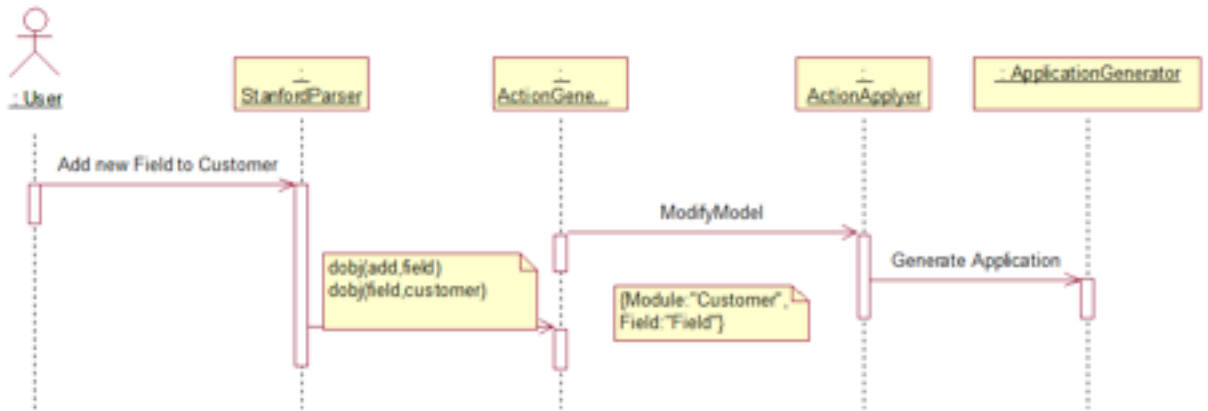 : User
:
StanfordParser
:
ActionGene...
:
ActionApplyer
: ApplicationGenerator
Add new Field to Customer
ModifyModel
Generate Application
dobj(add,field)
dobj(field,customer)
{Module:"Customer",
Field:"Field"}